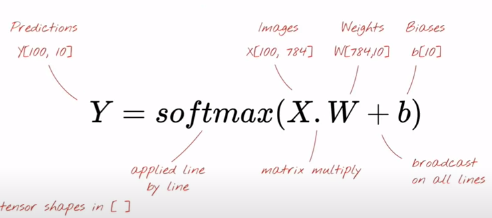 Predictions
Y[100, 10]
Images
X[100, 784]
Weights
W[784,10]
Biases
b[10]
Y = softmax(X.W + b)
applied line
by line
matrix multiply
broadcast
on all lines
tensor shapes in [ ]